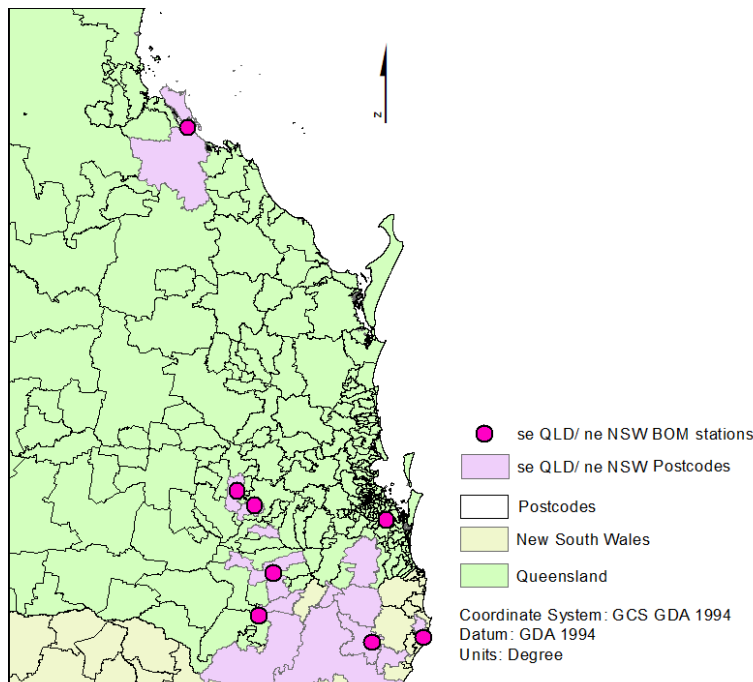 z
se QLD/ ne NSW BOM stations
se QLD/ ne NSW Postcodes
Postcodes
New South Wales
Queensland
Coordinate System: GCS GDA 1994
Datum: GDA 1994
Units: Degree